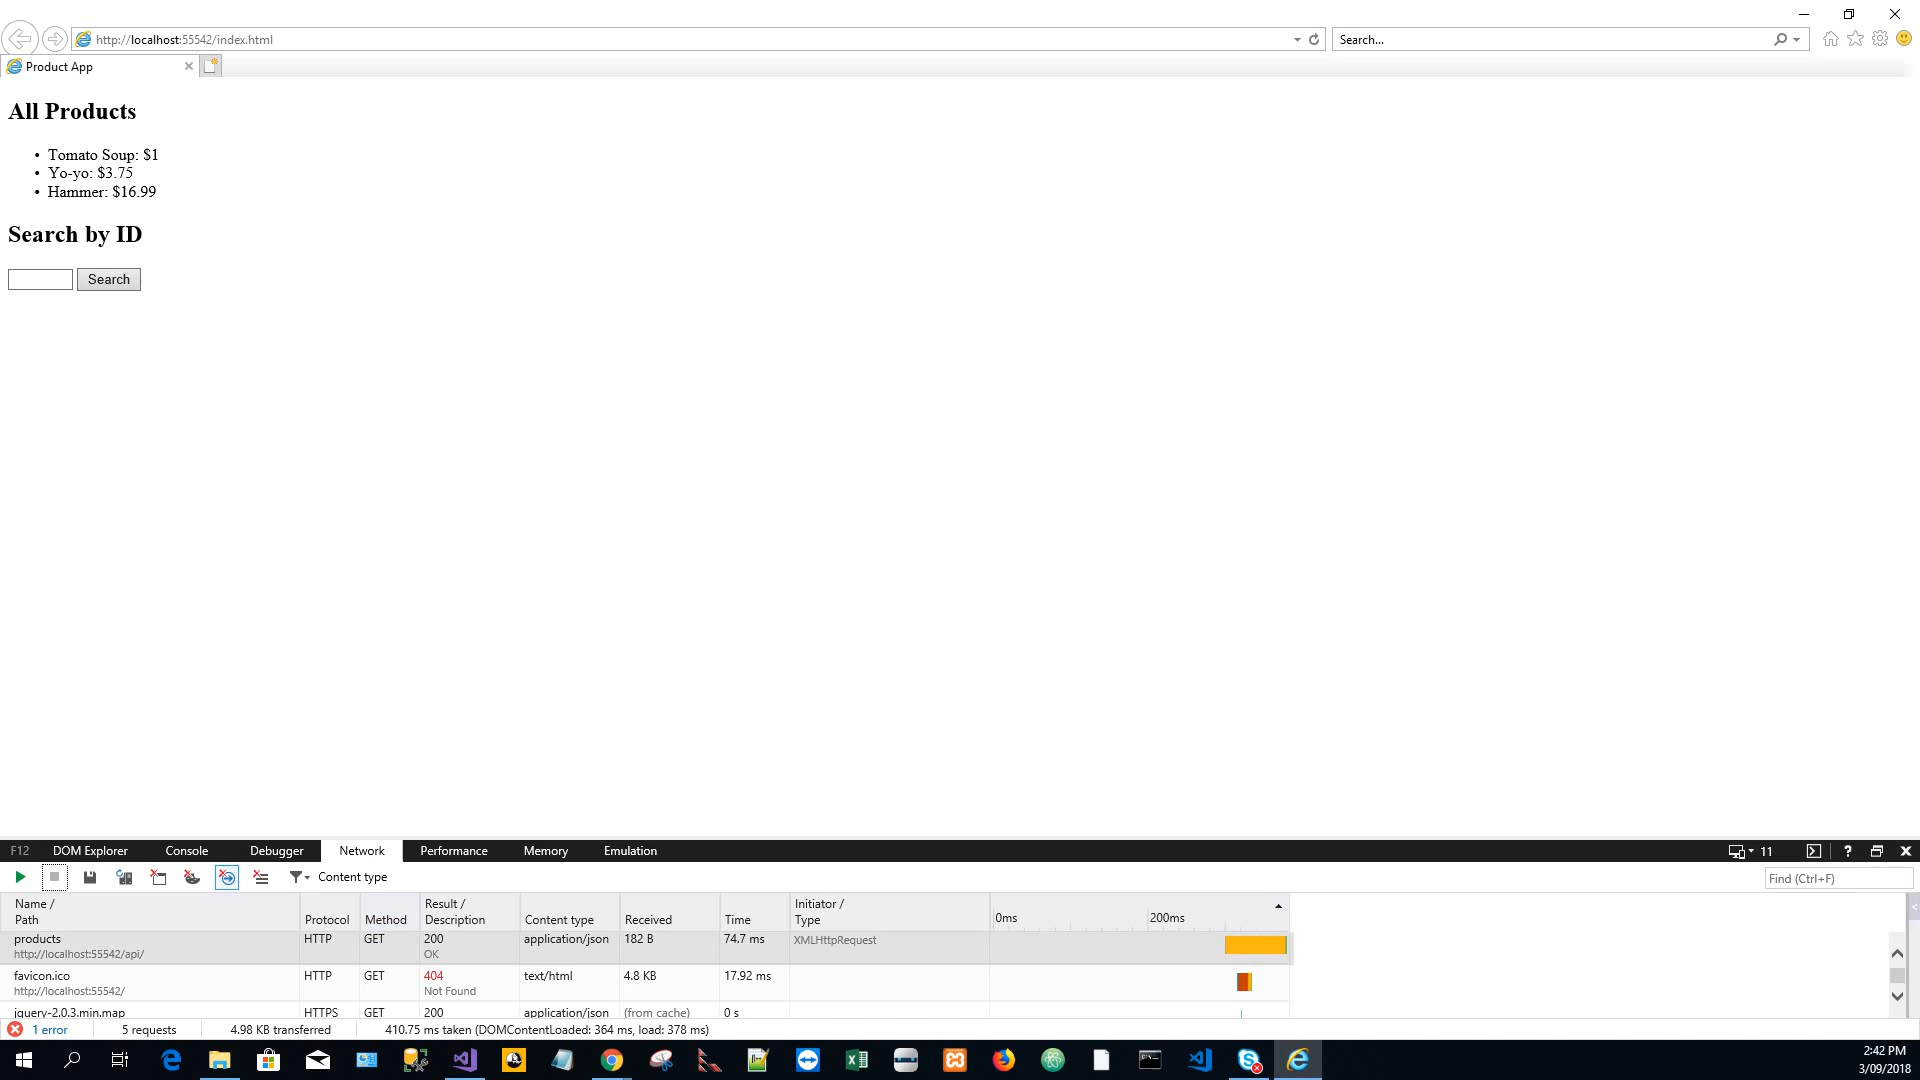 http://localhost:55542/index.html
Search...
Product App
All Products
• Tomato Soup: $1
• Yo-yo: $3.75
• Hammer: $16.99
Search by ID
Search
F12 DOM Explorer Console Debugger Network Performance Memory Emulation 11 ?
Content type
Find (Ctrl+F)
Name / Path Protocol Method Result / Description Content type Received Time Initiator / Type 0ms 200ms
products HTTP GET 200 application/json 182 B 74.7 ms XMLHttpRequest
http://localhost:55542/api/ OK
favicon.ico HTTP GET 404 text/html 4.8 KB 17.92 ms
http://localhost:55542/ Not Found
jquery-2.0.3.min.map HTTPS GET 200 application/json (from cache) 0 s
1 error 5 requests 4.98 KB transferred 410.75 ms taken (DOMContentLoaded: 364 ms, load: 378 ms)
2:42 PM
3/09/2018